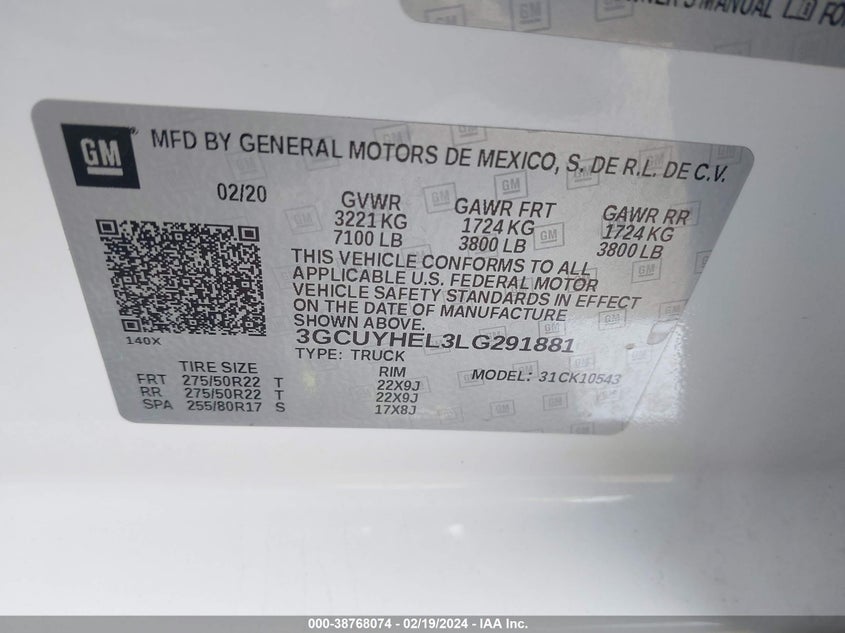 OWNER'S MANUAL FOR
GM
MFD BY GENERAL MOTORS DE MEXICO, S. DE R.L. DE C.V.
02/20
GVWR GAWR FRT GAWR RR
3221 KG 1724 KG 1724 KG
7100 LB 3800 LB 3800 LB
THIS VEHICLE CONFORMS TO ALL
APPLICABLE U.S. FEDERAL MOTOR
VEHICLE SAFETY STANDARDS IN EFFECT
ON THE DATE OF MANUFACTURE
SHOWN ABOVE.
140X
3GCUYHEL3LG291881
TYPE: TRUCK
TIRE SIZE RIM MODEL: 31CK10543
FRT 275/50R22 T 22X9J
RR 275/50R22 T 22X9J
SPA 255/80R17 S 17X8J
000-38768074 - 02/19/2024 - IAA Inc.